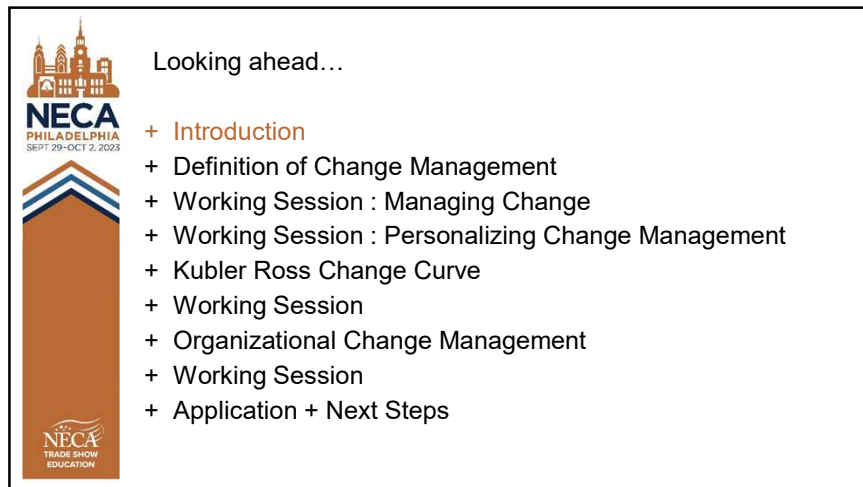 NECA
PHILADELPHIA
SEPT 29-OCT 2, 2023
NECA
TRADE SHOW
EDUCATION
Looking ahead…
+ Introduction
+ Definition of Change Management
+ Working Session : Managing Change
+ Working Session : Personalizing Change Management
+ Kubler Ross Change Curve
+ Working Session
+ Organizational Change Management
+ Working Session
+ Application + Next Steps